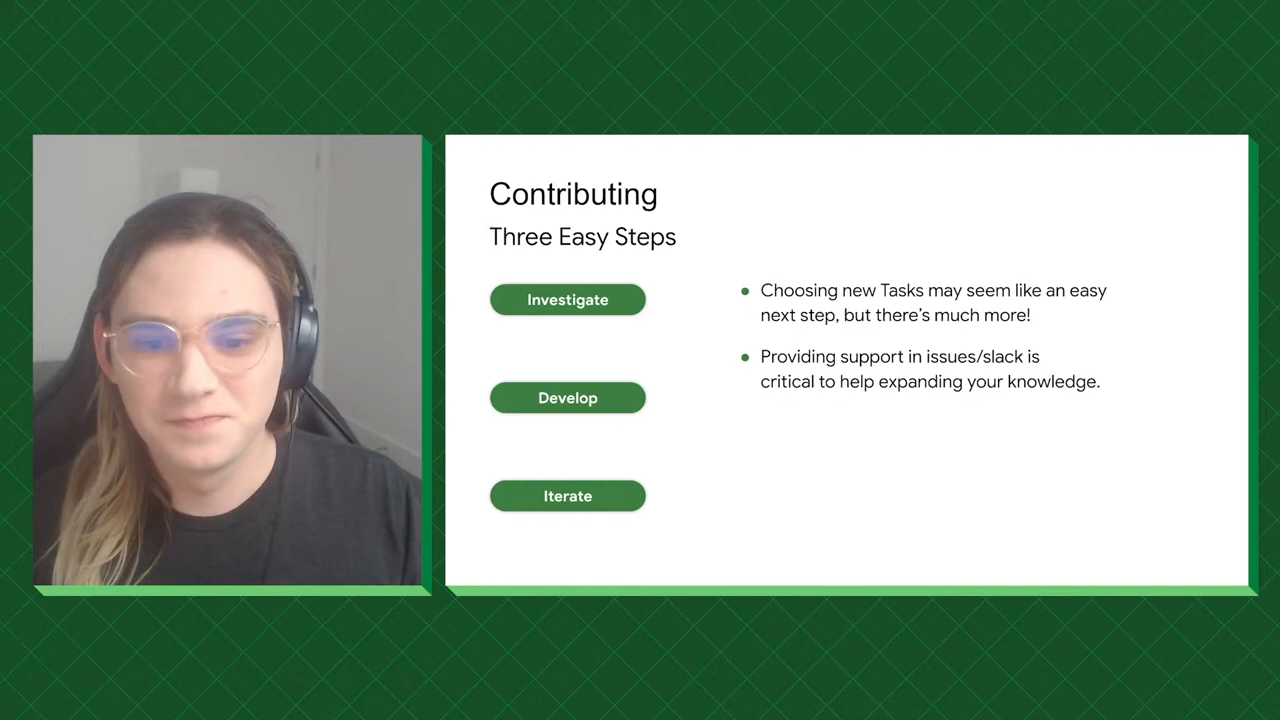 Contributing
Three Easy Steps
Investigate
Develop
Iterate
Choosing new Tasks may seem like an easy
next step, but there's much more!
Providing support in issues/slack is
critical to help expanding your knowledge.